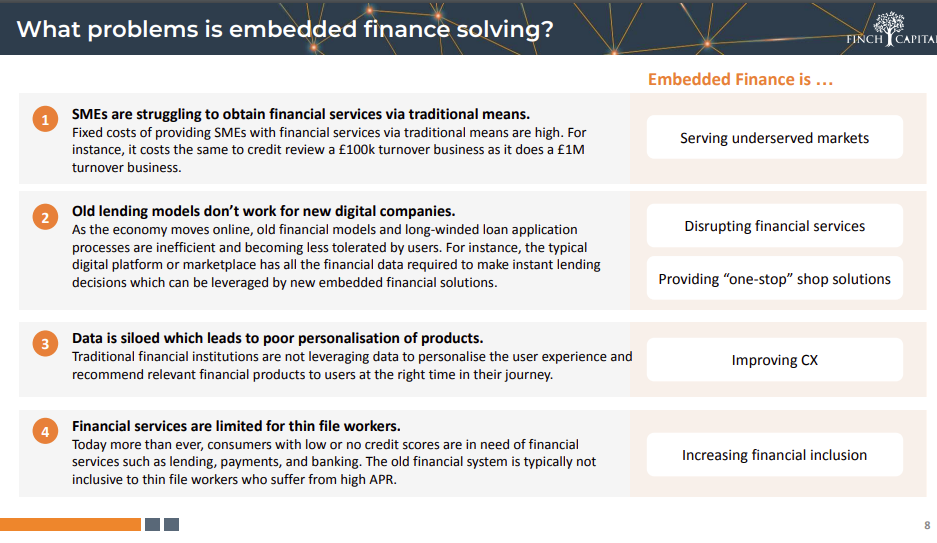 What problems is embedded finance solving?
FINCH CAPITAL
Embedded Finance is …
1
SMEs are struggling to obtain financial services via traditional means.
Fixed costs of providing SMEs with financial services via traditional means are high. For
instance, it costs the same to credit review a £100k turnover business as it does a £1M
turnover business.
Serving underserved markets
2
Old lending models don’t work for new digital companies.
As the economy moves online, old financial models and long-winded loan application
processes are inefficient and becoming less tolerated by users. For instance, the typical
digital platform or marketplace has all the financial data required to make instant lending
decisions which can be leveraged by new embedded financial solutions.
Disrupting financial services
Providing “one-stop” shop solutions
3
Data is siloed which leads to poor personalisation of products.
Traditional financial institutions are not leveraging data to personalise the user experience and
recommend relevant financial products to users at the right time in their journey.
Improving CX
4
Financial services are limited for thin file workers.
Today more than ever, consumers with low or no credit scores are in need of financial
services such as lending, payments, and banking. The old financial system is typically not
inclusive to thin file workers who suffer from high APR.
Increasing financial inclusion
8